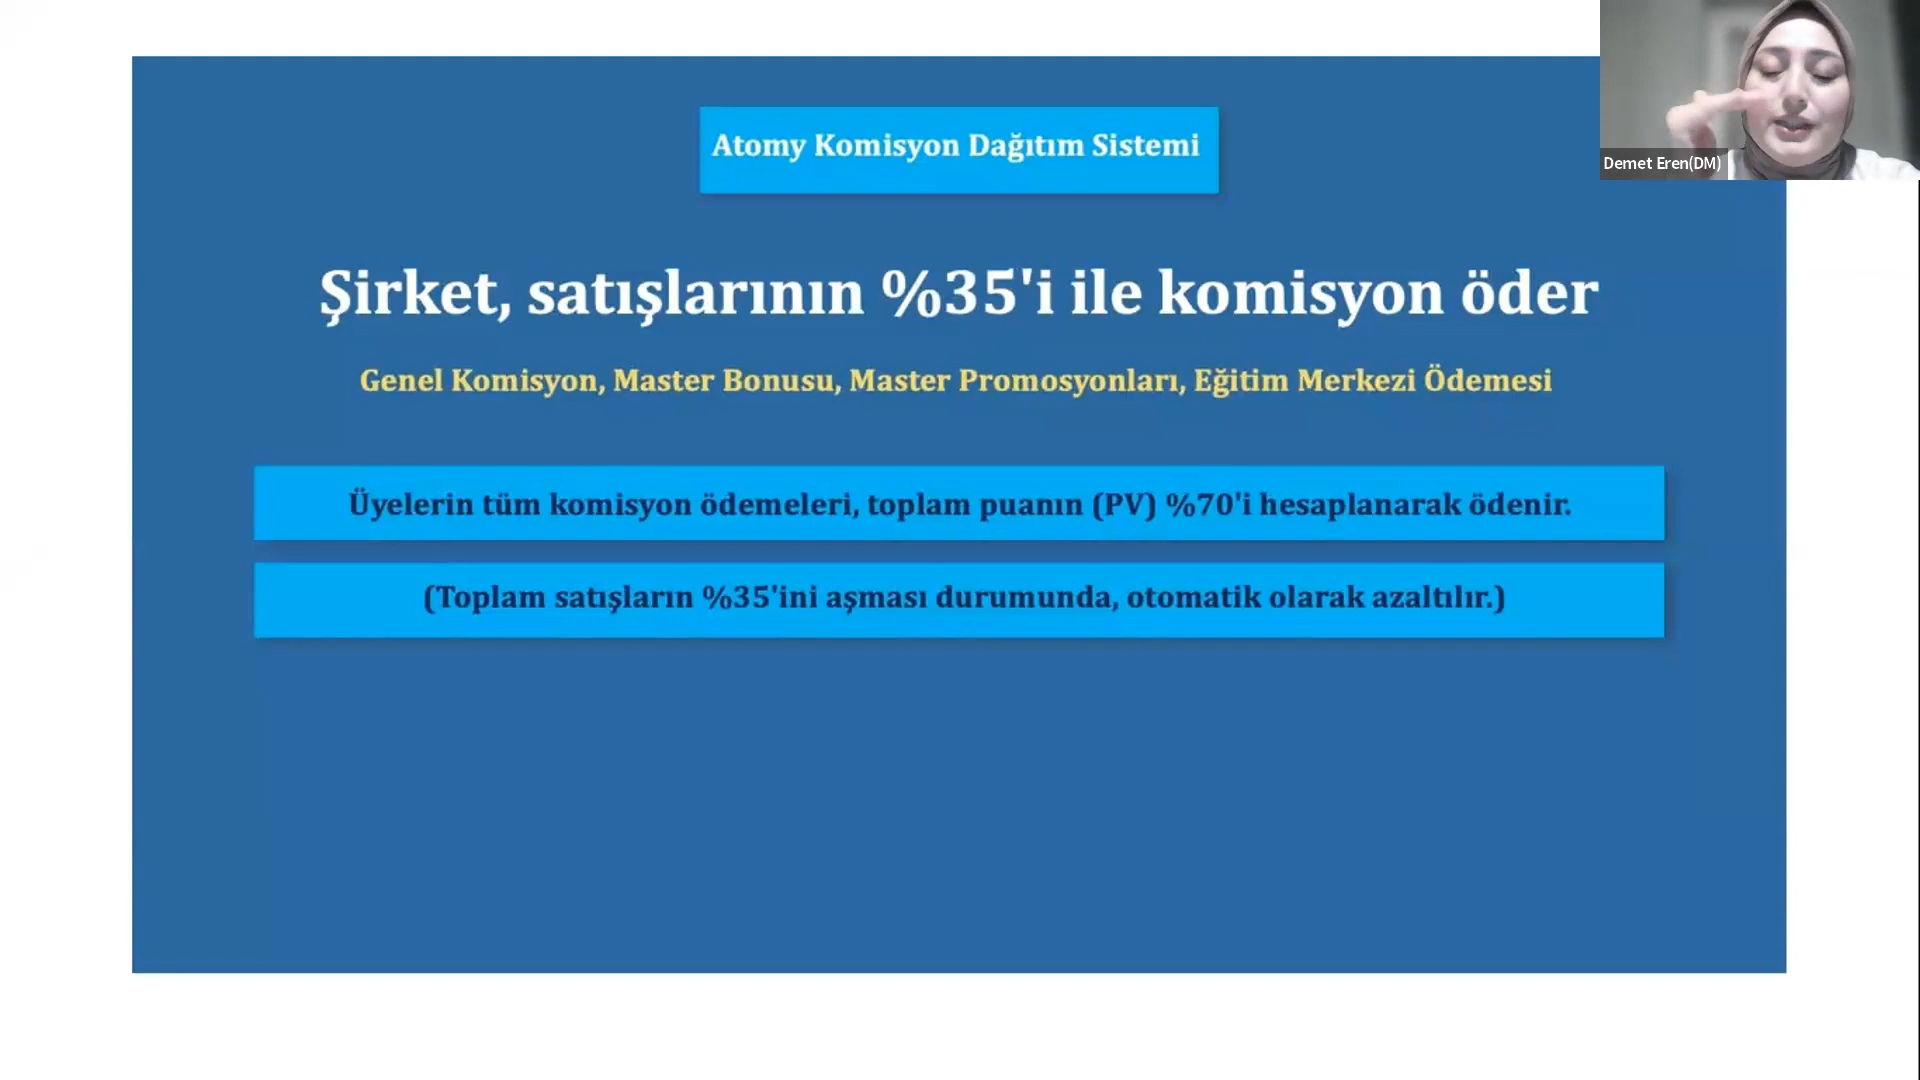 Atomy Komisyon Dağıtım Sistemi
Demet Eren(DM)
Şirket, satışlarının %35'i ile komisyon öder
Genel Komisyon, Master Bonusu, Master Promosyonları, Eğitim Merkezi Ödemesi
Üyelerin tüm komisyon ödemeleri, toplam puanın (PV) %70'i hesaplanarak ödenir.
(Toplam satışların %35'ini aşması durumunda, otomatik olarak azaltılır.)